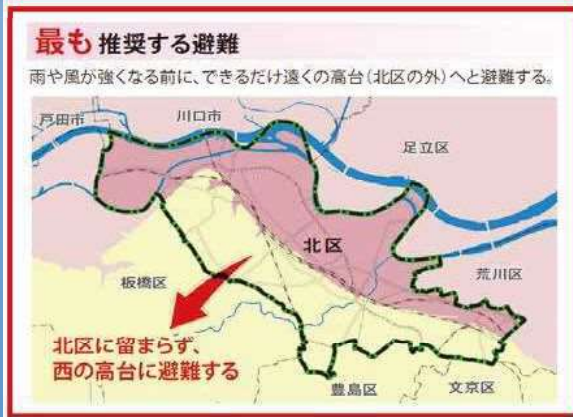 最も推奨する避難
雨や風が強くなる前に、できるだけ遠くの高台(北区の外)へと避難する。
戸田市
川口市
足立区
北区
荒川区
板橋区
北区に留まらず、
西の高台に避難する
豊島区
文京区